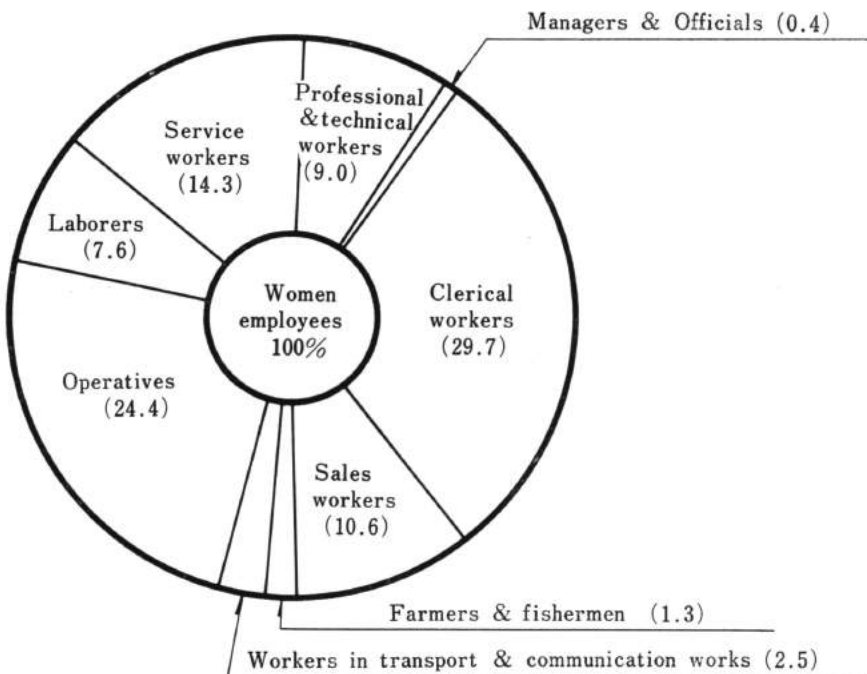 Managers & Officials (0.4)
Professional
& technical
workers
(9.0)
Service
workers
(14.3)
Laborers
(7.6)
Women
employees
100%
Clerical
workers
(29.7)
Operatives
(24.4)
Sales
workers
(10.6)
Farmers & fishermen (1.3)
Workers in transport & communication works (2.5)